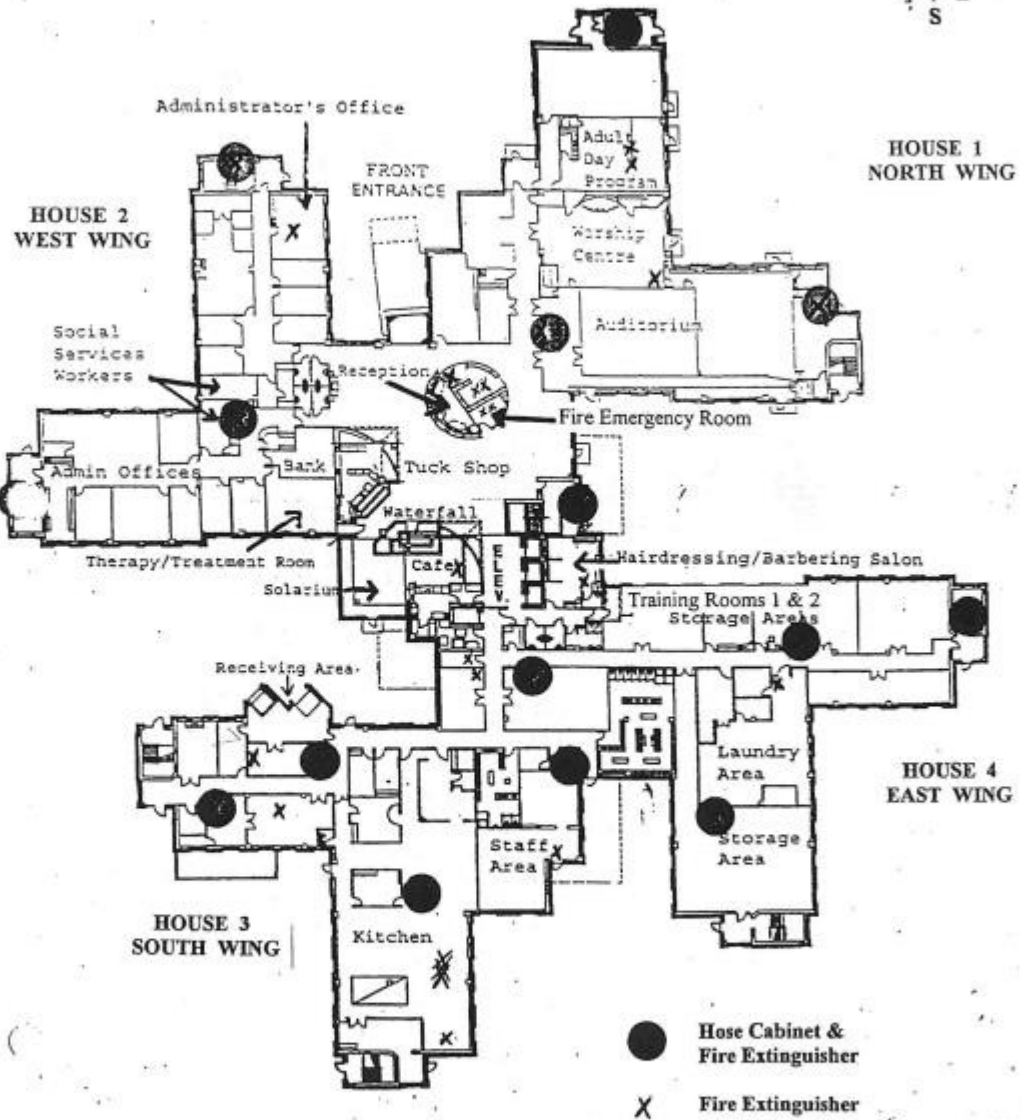 S
Administrator's Office
FRONT
ENTRANCE
Adult
Day
Program
HOUSE 1
NORTH WING
HOUSE 2
WEST WING
Worship
Centre
Auditorium
Social
Services
Workers
Reception
Fire Emergency Room
Admin Offices
Bank
Tuck Shop
Waterfall
Therapy/Treatment Room
Cafe
ELEV
Hairdressing/Barbering Salon
Solarium
Training Rooms 1 & 2
Storage Areas
Receiving Area
Laundry
Area
HOUSE 4
EAST WING
Staff
Area
Storage
Area
HOUSE 3
SOUTH WING
Kitchen
Hose Cabinet &
Fire Extinguisher
X Fire Extinguisher